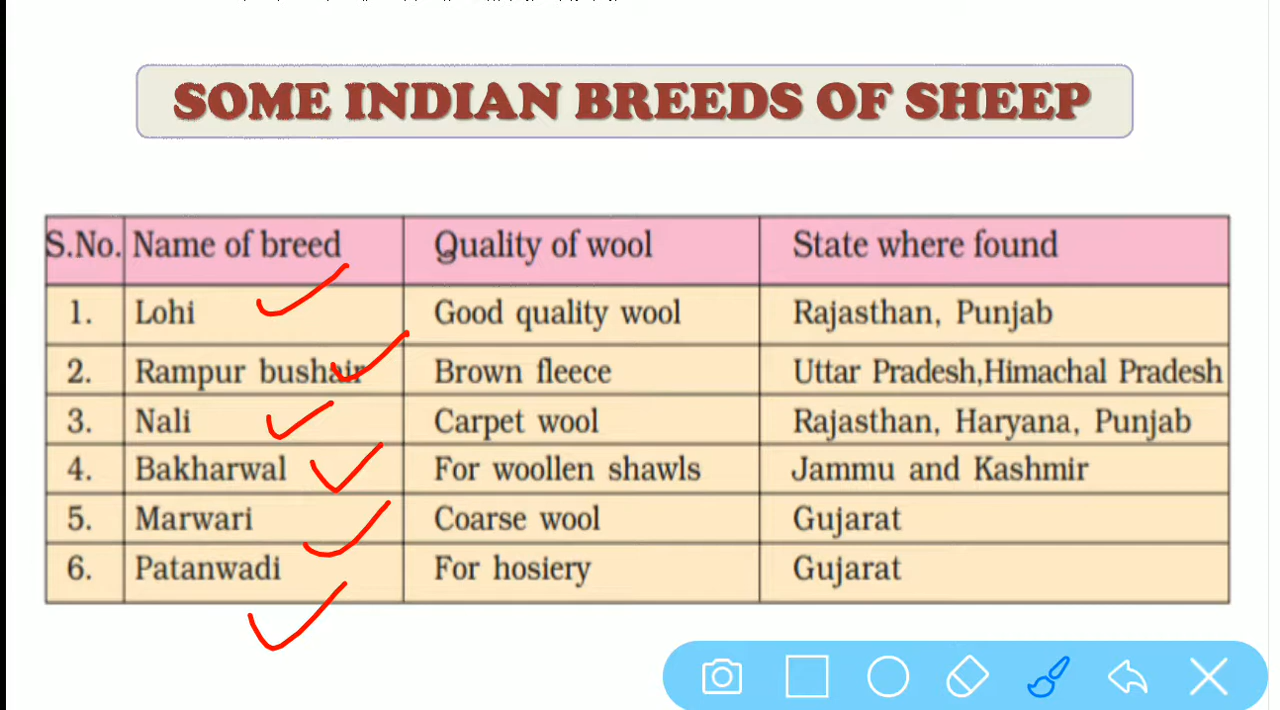 SOME INDIAN BREEDS OF SHEEP
S.No. Name of breed Quality of wool State where found
1. Lohi Good quality wool Rajasthan, Punjab
2. Rampur bushair Brown fleece Uttar Pradesh,Himachal Pradesh
3. Nali Carpet wool Rajasthan, Haryana, Punjab
4. Bakharwal For woollen shawls Jammu and Kashmir
5. Marwari Coarse wool Gujarat
6. Patanwadi For hosiery Gujarat